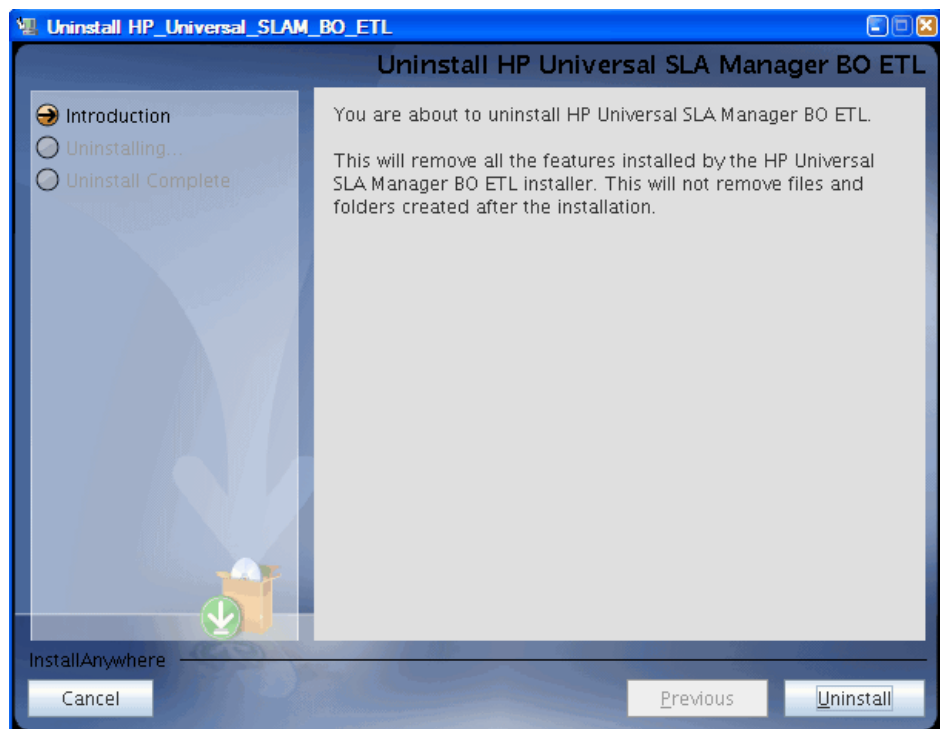 Uninstall HP_Universal_SLAM_BO_ETL
Uninstall HP Universal SLA Manager BO ETL
Introduction
Uninstalling...
Uninstall Complete
You are about to uninstall HP Universal SLA Manager BO ETL.
This will remove all the features installed by the HP Universal
SLA Manager BO ETL installer. This will not remove files and
folders created after the installation.
InstallAnywhere
Cancel
Previous
Uninstall